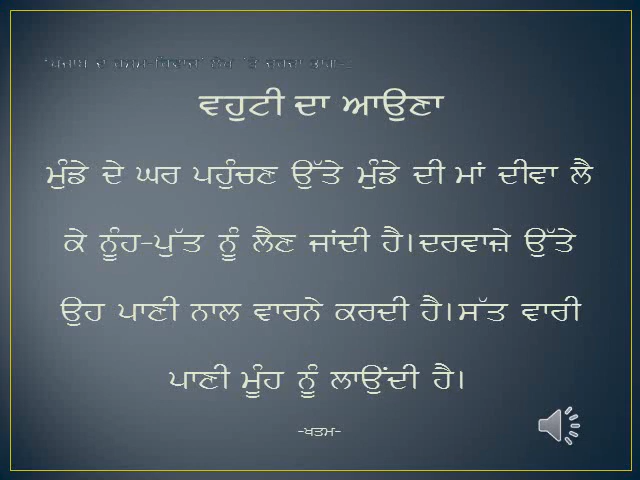 ਵਹੁਟੀ ਦਾ ਆਉਣਾ
ਮੁੰਡੇ ਦੇ ਘਰ ਪਹੁੰਚਣ ਉੱਤੇ ਮੁੰਡੇ ਦੀ ਮਾਂ ਦੀਵਾ ਲੈ
ਕੇ ਨੂੰਹ-ਪੁੱਤ ਨੂੰ ਲੈਣ ਜਾਂਦੀ ਹੈ।ਦਰਵਾਜ਼ੇ ਉੱਤੇ
ਉਹ ਪਾਣੀ ਨਾਲ ਵਾਰਨੇ ਕਰਦੀ ਹੈ।ਸੱਤ ਵਾਰੀ
ਪਾਣੀ ਮੂੰਹ ਨੂੰ ਲਾਉਂਦੀ ਹੈ।
-ਖ਼ਤਮ-